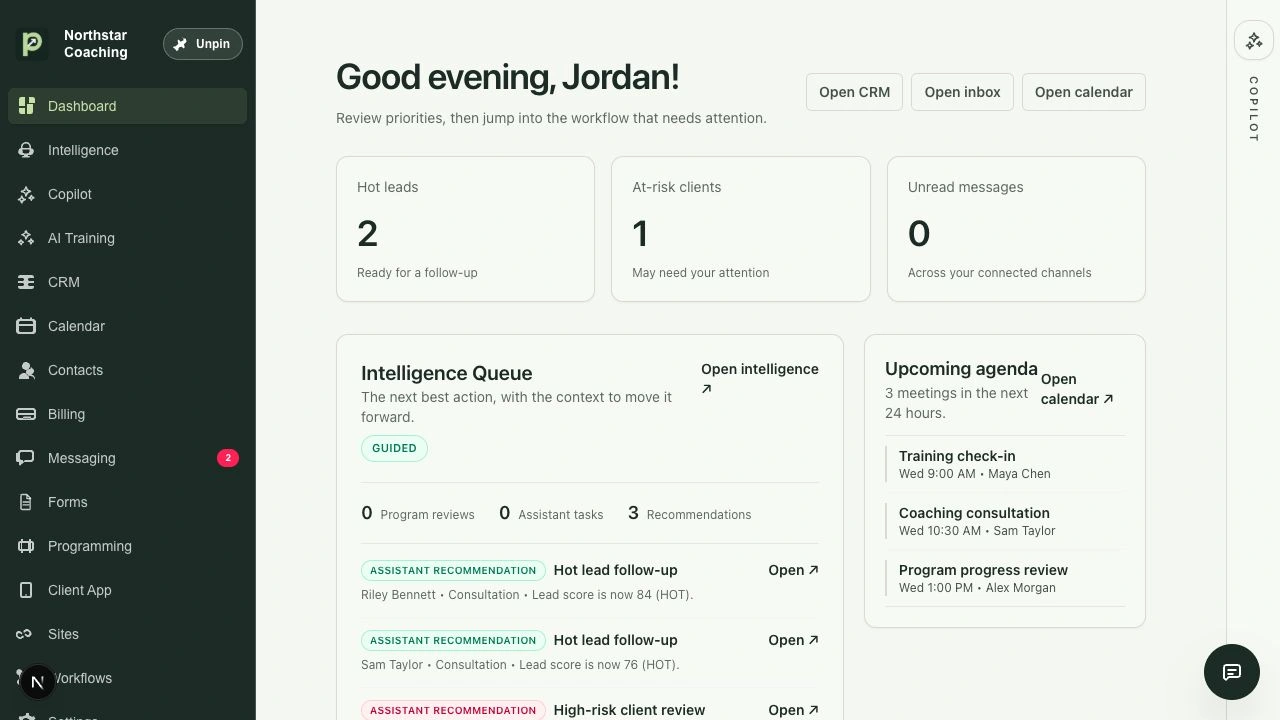 Northstar
Coaching
Unpin
Dashboard
Intelligence
Copilot
AI Training
CRM
Calendar
Contacts
Billing
Messaging
2
Forms
Programming
Client App
Sites
Workflows
Settings
N
Good evening, Jordan!
Review priorities, then jump into the workflow that needs attention.
Open CRM
Open inbox
Open calendar
Hot leads
2
Ready for a follow-up
At-risk clients
1
May need your attention
Unread messages
0
Across your connected channels
Intelligence Queue
The next best action, with the context to move it
forward.
GUIDED
Open intelligence
↗
0 Program reviews
0 Assistant tasks
3 Recommendations
ASSISTANT RECOMMENDATION Hot lead follow-up Open ↗
Riley Bennett • Consultation • Lead score is now 84 (HOT).
ASSISTANT RECOMMENDATION Hot lead follow-up Open ↗
Sam Taylor • Consultation • Lead score is now 76 (HOT).
ASSISTANT RECOMMENDATION High-risk client review Open ↗
Upcoming agenda
3 meetings in the next
24 hours.
Open
calendar ↗
Training check-in
Wed 9:00 AM • Maya Chen
Coaching consultation
Wed 10:30 AM • Sam Taylor
Program progress review
Wed 1:00 PM • Alex Morgan
COPILOT